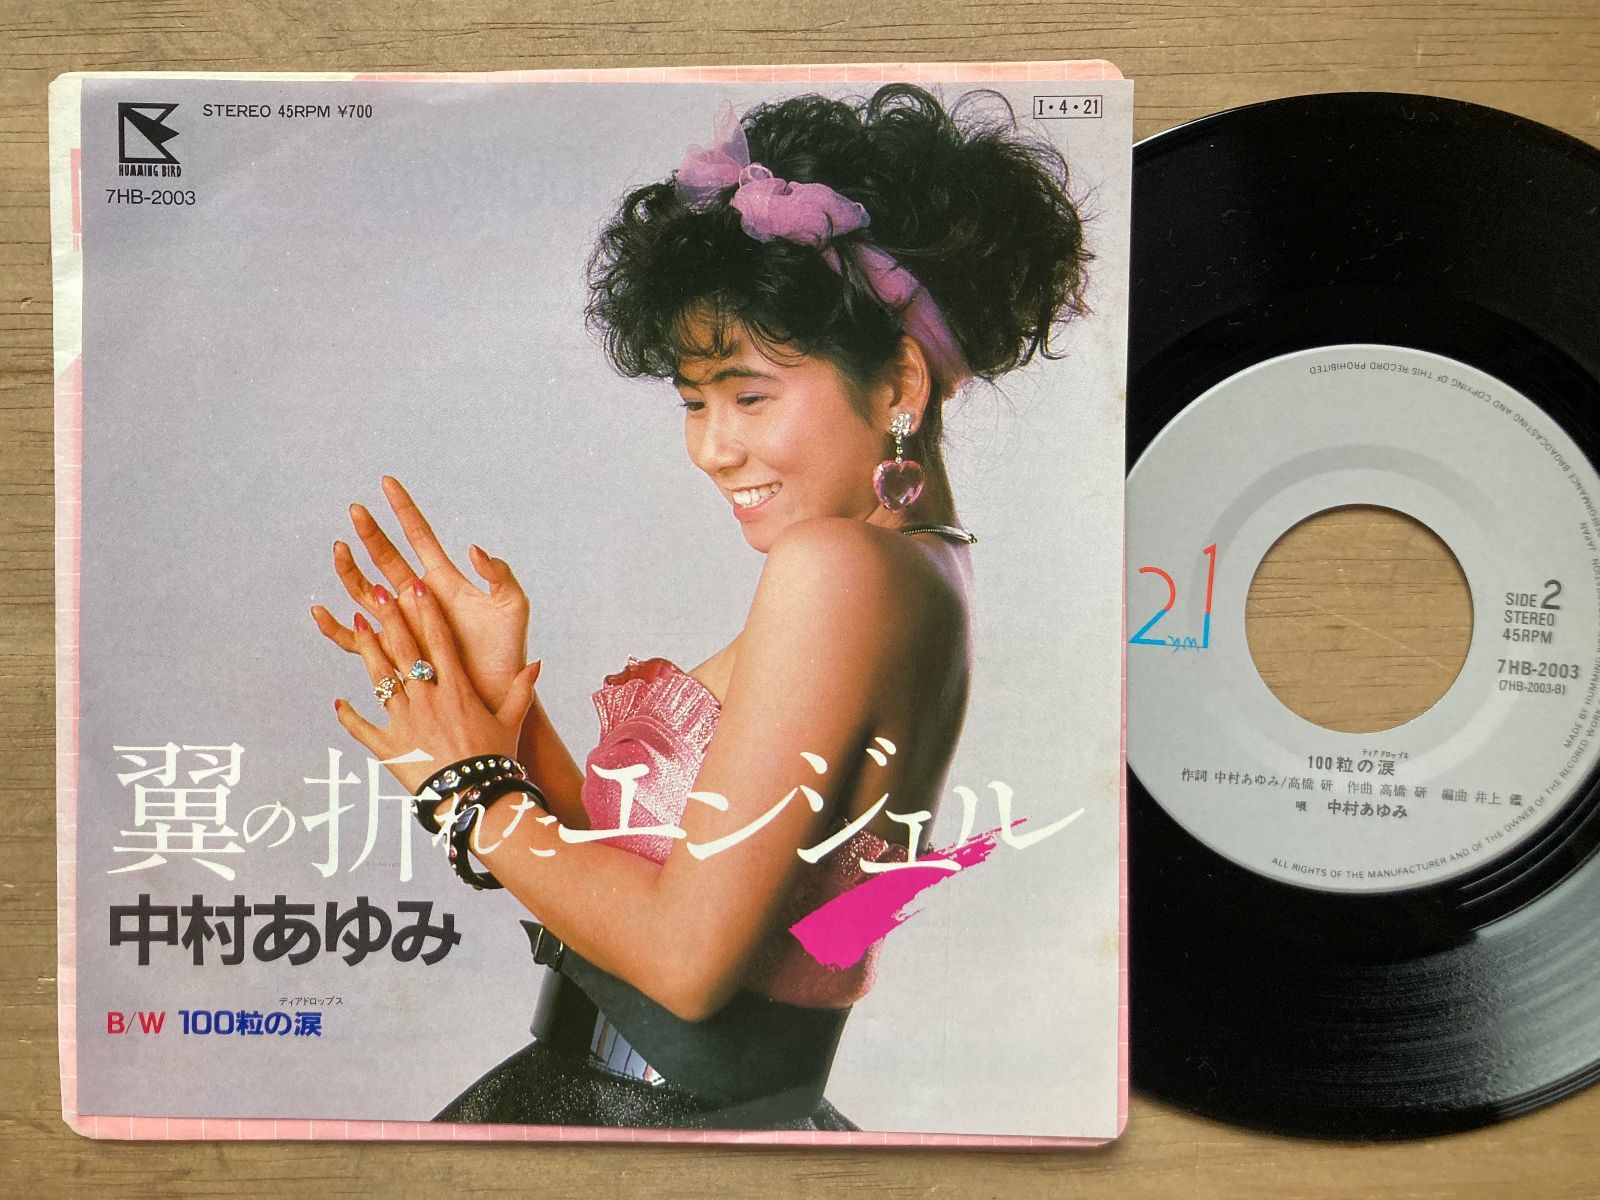 HUMMING BIRD
STEREO 45RPM ¥700
I・4・21
7HB-2003
翼の折れたエンジェル
中村あゆみ
ティアドロップス
B/W 100粒の涙
21
SIDE 2
STEREO
45RPM
7HB-2003
(7HB-2003-B)
ティアドロップス
100粒の涙
作詞 中村あゆみ/高橋 研 作曲 高橋 研 編曲 井上 鑑
唄 中村あゆみ
ALL RIGHTS OF THE MANUFACTURER AND OF THE OWNER OF THE RECORDED WORK
PERFORMANCE BROADCASTING AND COPYING OF THIS RECORD PROHIBITED
MADE BY HUMMING
JAPAN